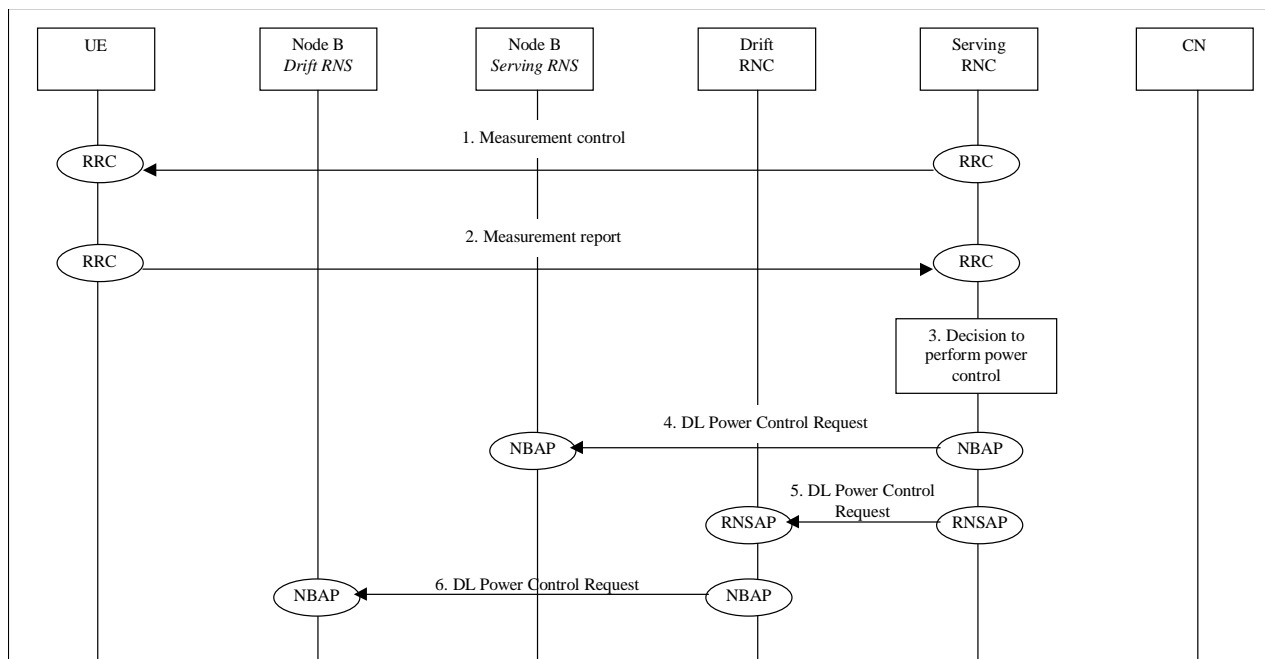 UE
Node B
Drift RNS
Node B
Serving RNS
Drift
RNC
Serving
RNC
CN
1. Measurement control
RRC
RRC
2. Measurement report
RRC
RRC
3. Decision to
perform power
control
4. DL Power Control Request
NBAP
NBAP
5. DL Power Control
Request
RNSAP
RNSAP
6. DL Power Control Request
NBAP
NBAP